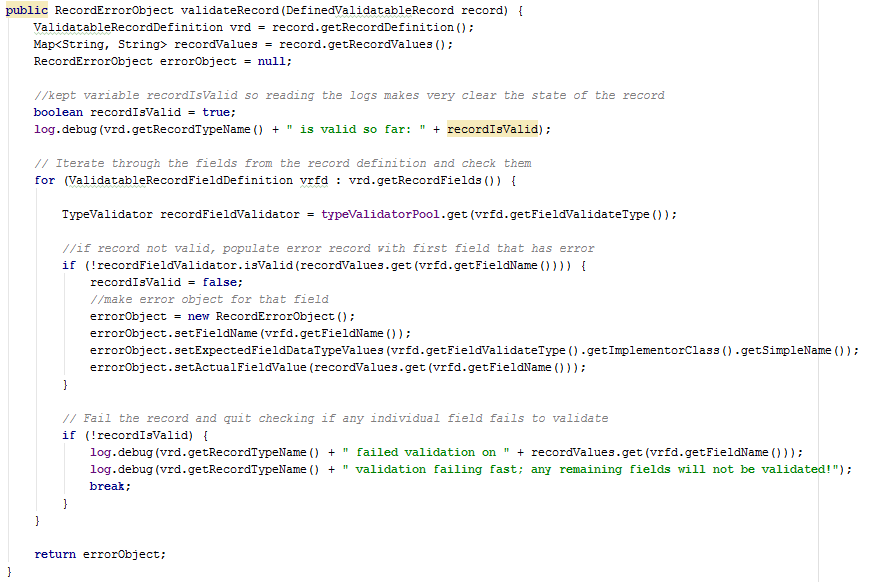 public RecordErrorObject validateRecord(DefinedValidatableRecord record) {
    ValidatableRecordDefinition vrd = record.getRecordDefinition();
    Map<String, String> recordValues = record.getRecordValues();
    RecordErrorObject errorObject = null;

    //kept variable recordIsValid so reading the logs makes very clear the state of the record
    boolean recordIsValid = true;
    log.debug(vrd.getRecordTypeName() + " is valid so far: " + recordIsValid);

    // Iterate through the fields from the record definition and check them
    for (ValidatableRecordFieldDefinition vrfd : vrd.getRecordFields()) {

        TypeValidator recordFieldValidator = typeValidatorPool.get(vrfd.getFieldValidateType());

        //if record not valid, populate error record with first field that has error
        if (!recordFieldValidator.isValid(recordValues.get(vrfd.getFieldName()))) {
            recordIsValid = false;
            //make error object for that field
            errorObject = new RecordErrorObject();
            errorObject.setFieldName(vrfd.getFieldName());
            errorObject.setExpectedFieldDataTypeValues(vrfd.getFieldValidateType().getImplementorClass().getSimpleName());
            errorObject.setActualFieldValue(recordValues.get(vrfd.getFieldName()));
        }

        // Fail the record and quit checking if any individual field fails to validate
        if (!recordIsValid) {
            log.debug(vrd.getRecordTypeName() + " failed validation on " + recordValues.get(vrfd.getFieldName()));
            log.debug(vrd.getRecordTypeName() + " validation failing fast; any remaining fields will not be validated!");
            break;
        }
    }

    return errorObject;
}